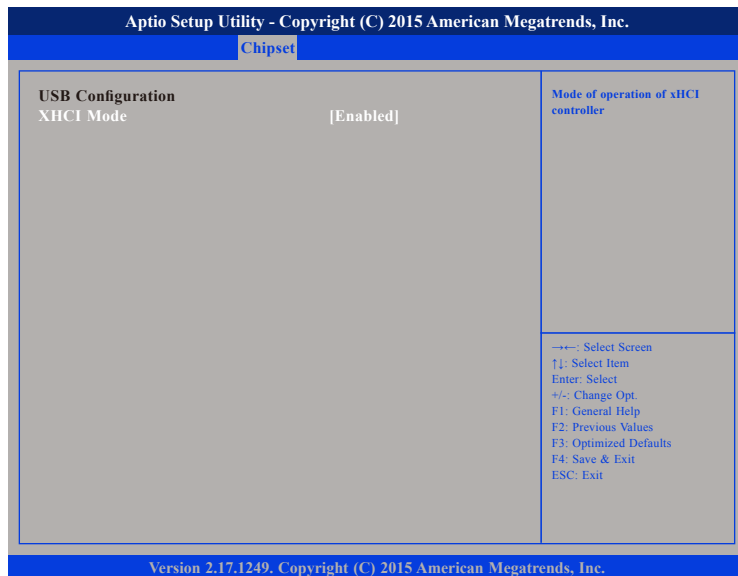 Aptio Setup Utility - Copyright (C) 2015 American Megatrends, Inc.
Chipset
USB Configuration
XHCI Mode [Enabled]
Mode of operation of xHCI
controller
→←: Select Screen
↑↓: Select Item
Enter: Select
+/-: Change Opt.
F1: General Help
F2: Previous Values
F3: Optimized Defaults
F4: Save & Exit
ESC: Exit
Version 2.17.1249. Copyright (C) 2015 American Megatrends, Inc.